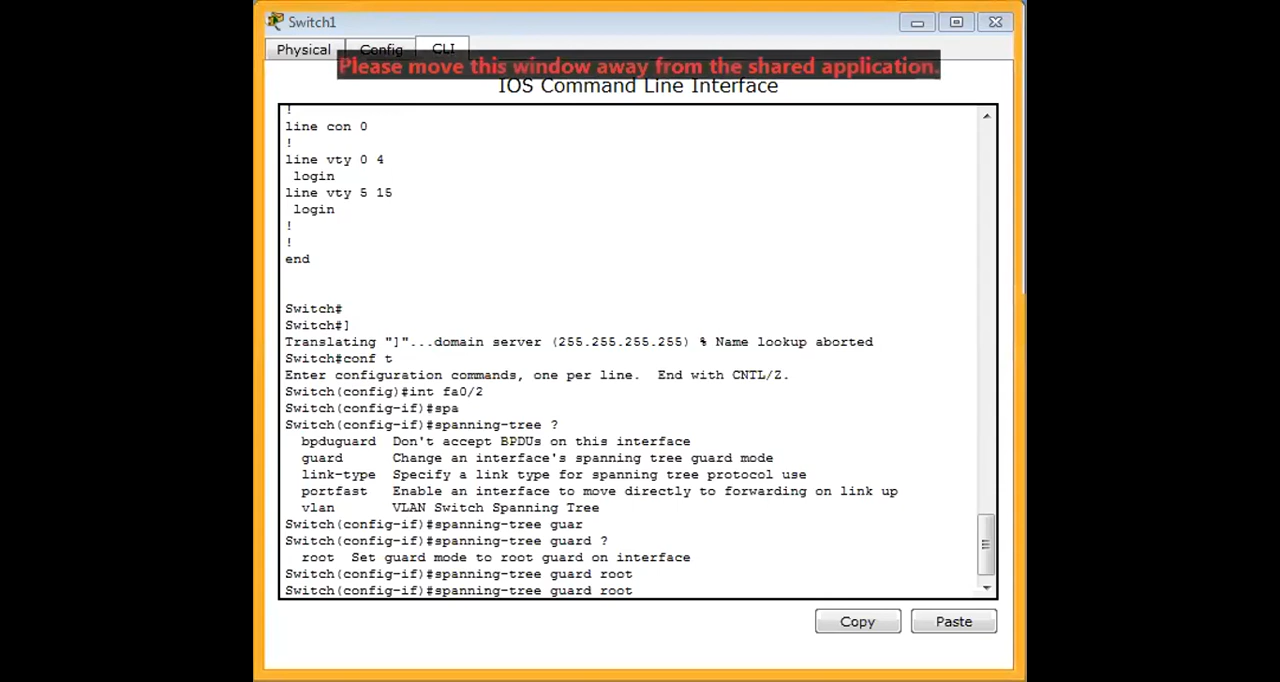 Switch1
Physical Config CLI
Please move this window away from the shared application.
IOS Command Line Interface
!
line con 0
!
line vty 0 4
 login
line vty 5 15
 login
!
!
end
Switch#
Switch#]
Translating "]"...domain server (255.255.255.255) % Name lookup aborted
Switch#conf t
Enter configuration commands, one per line.  End with CNTL/Z.
Switch(config)#int fa0/2
Switch(config-if)#spa
Switch(config-if)#spanning-tree ?
  bpduguard  Don't accept BPDUs on this interface
  guard      Change an interface's spanning tree guard mode
  link-type  Specify a link type for spanning tree protocol use
  portfast   Enable an interface to move directly to forwarding on link up
  vlan       VLAN Switch Spanning Tree
Switch(config-if)#spanning-tree guar
Switch(config-if)#spanning-tree guard ?
  root  Set guard mode to root guard on interface
Switch(config-if)#spanning-tree guard root
Switch(config-if)#spanning-tree guard root
Copy Paste